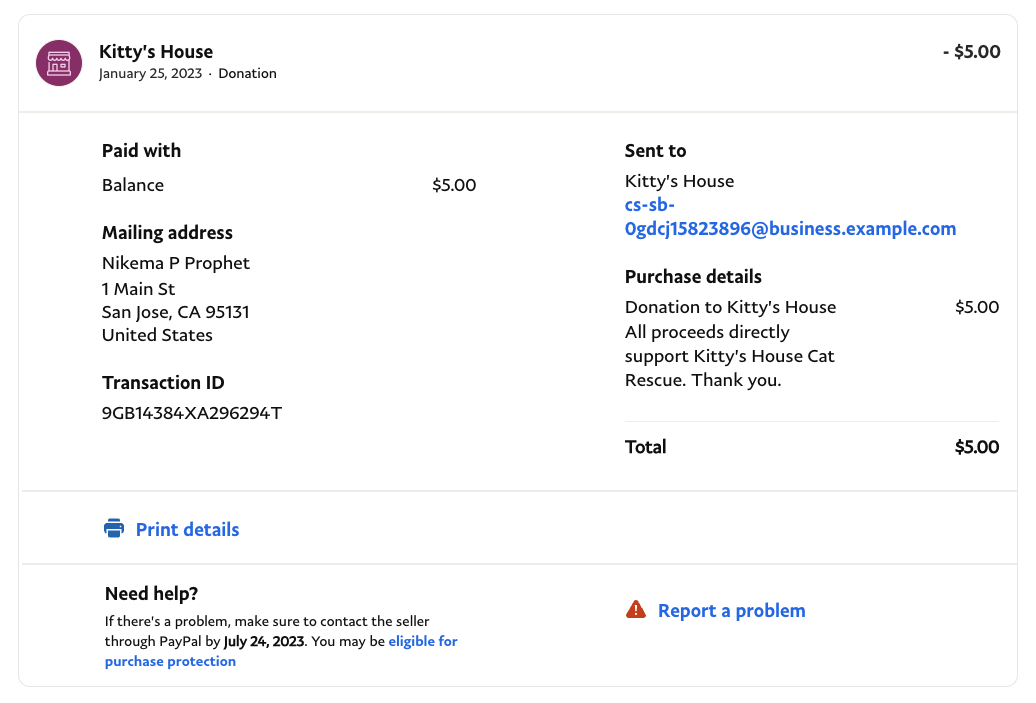 Kitty's House
- $5.00
January 25, 2023 · Donation
Paid with
Balance $5.00
Mailing address
Nikema P Prophet
1 Main St
San Jose, CA 95131
United States
Transaction ID
9GB14384XA296294T
Sent to
Kitty's House
cs-sb-
0gdcj15823896@business.example.com
Purchase details
Donation to Kitty's House $5.00
All proceeds directly
support Kitty's House Cat
Rescue. Thank you.
Total $5.00
Print details
Need help?
If there's a problem, make sure to contact the seller
through PayPal by July 24, 2023. You may be eligible for
purchase protection
Report a problem